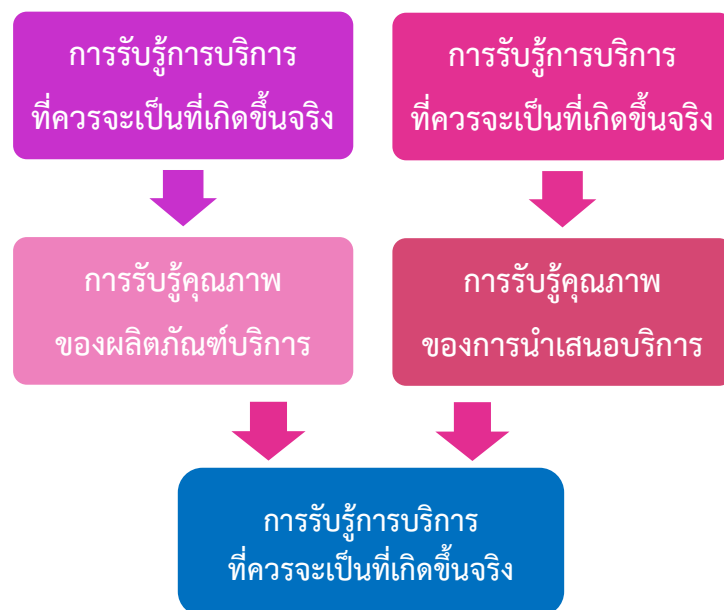 การรับรู้การบริการ
ที่ควรจะเป็นที่เกิดขึ้นจริง
การรับรู้การบริการ
ที่ควรจะเป็นที่เกิดขึ้นจริง
การรับรู้คุณภาพ
ของผลิตภัณฑ์บริการ
การรับรู้คุณภาพ
ของการนำเสนอบริการ
การรับรู้การบริการ
ที่ควรจะเป็นที่เกิดขึ้นจริง